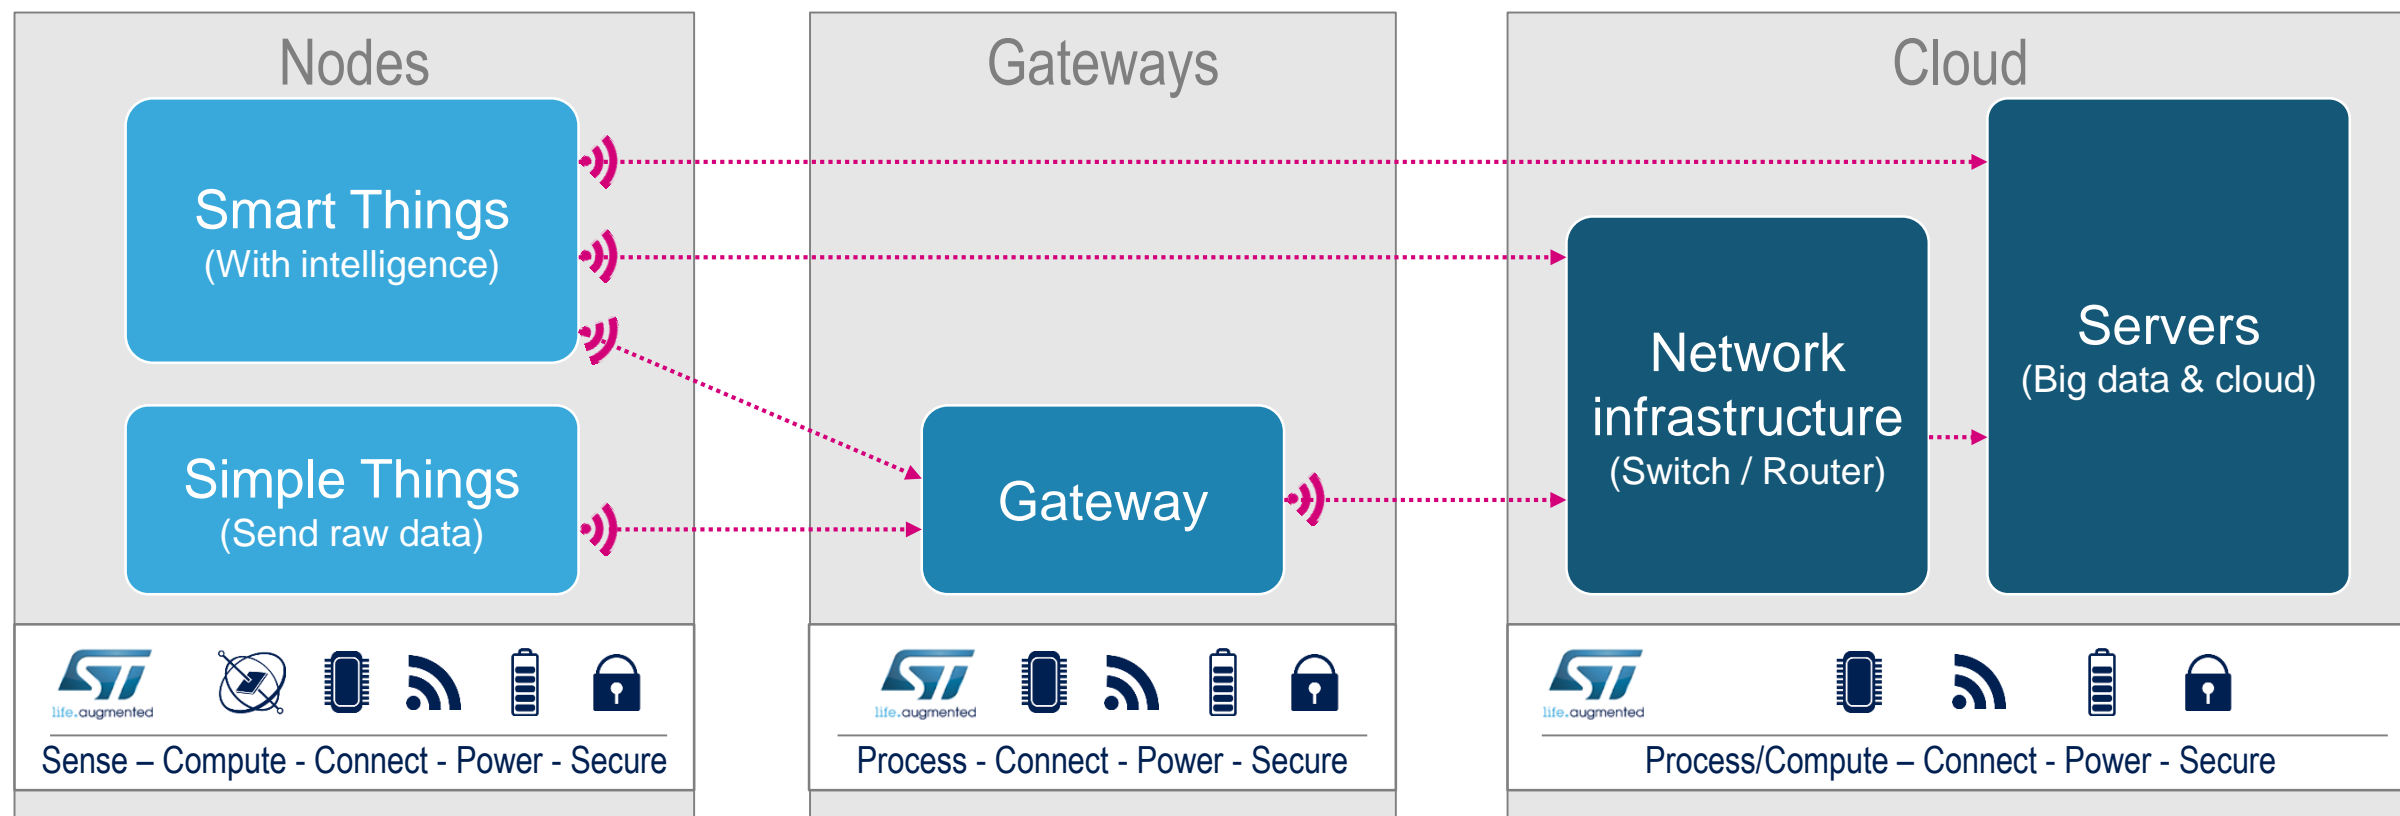 Nodes
Smart Things
(With intelligence)
Simple Things
(Send raw data)
life.augmented
Sense – Compute - Connect - Power - Secure
Gateways
Gateway
life.augmented
Process - Connect - Power - Secure
Cloud
Network
infrastructure
(Switch / Router)
Servers
(Big data & cloud)
life.augmented
Process/Compute – Connect - Power - Secure